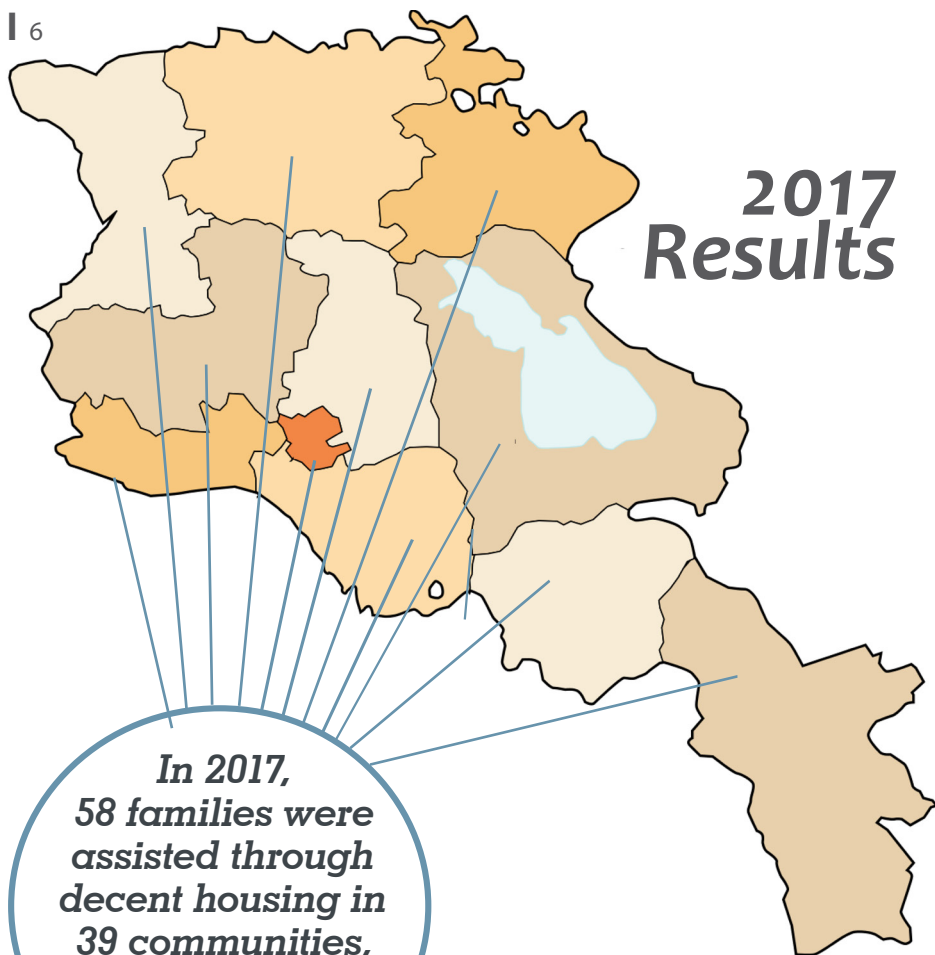 I 6
2017
Results
In 2017,
58 families were
assisted through
decent housing in
39 communities,